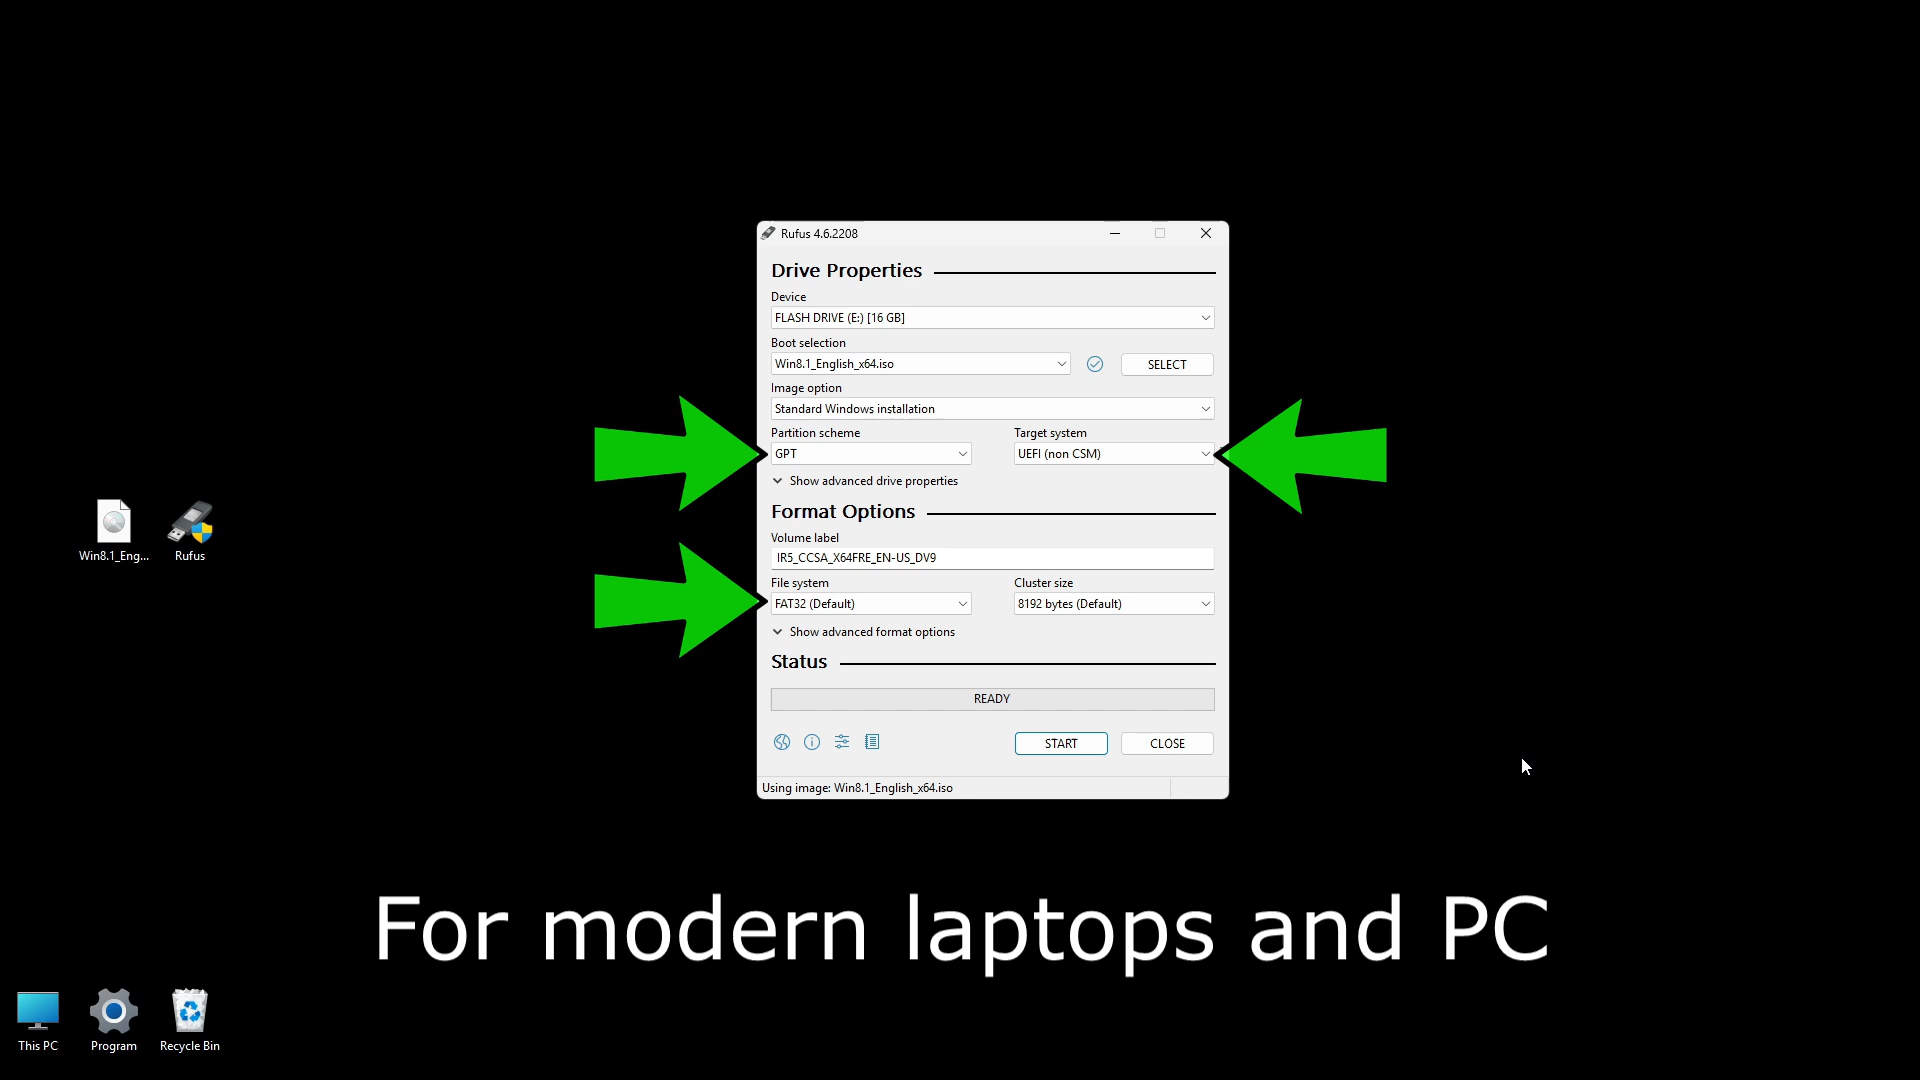 Rufus 4.6.2208
Drive Properties
Device
FLASH DRIVE (E:) [16 GB]
Boot selection
Win8.1_English_x64.iso
SELECT
Image option
Standard Windows installation
Partition scheme
Target system
GPT
UEFI (non CSM)
Show advanced drive properties
Format Options
Volume label
IR5_CCSA_X64FRE_EN-US_DV9
File system
Cluster size
FAT32 (Default)
8192 bytes (Default)
Show advanced format options
Status
READY
START
CLOSE
Using image: Win8.1_English_x64.iso
Win8.1_Eng...
Rufus
For modern laptops and PC
This PC
Program
Recycle Bin